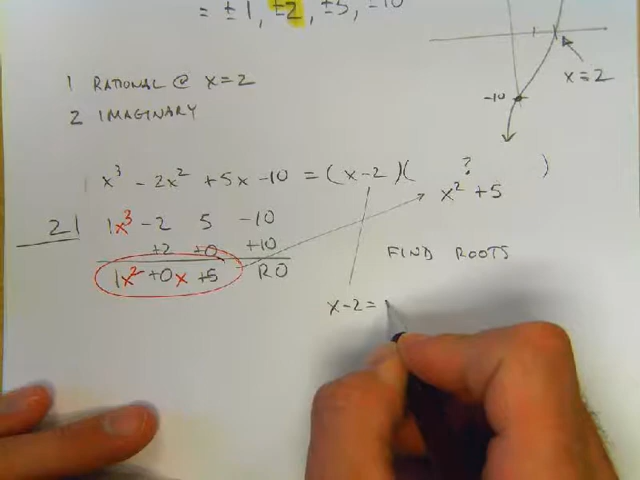 = ±1, ±2, ±5, ±10
1 RATIONAL @ x=2
2 IMAGINARY
-10
x=2
x³ - 2x² + 5x - 10 = (x-2)( ? )
x² + 5
2| 1x³ -2 5 -10
+2 +0 +10
1x² +0x +5 R0
FIND ROOTS
x-2=